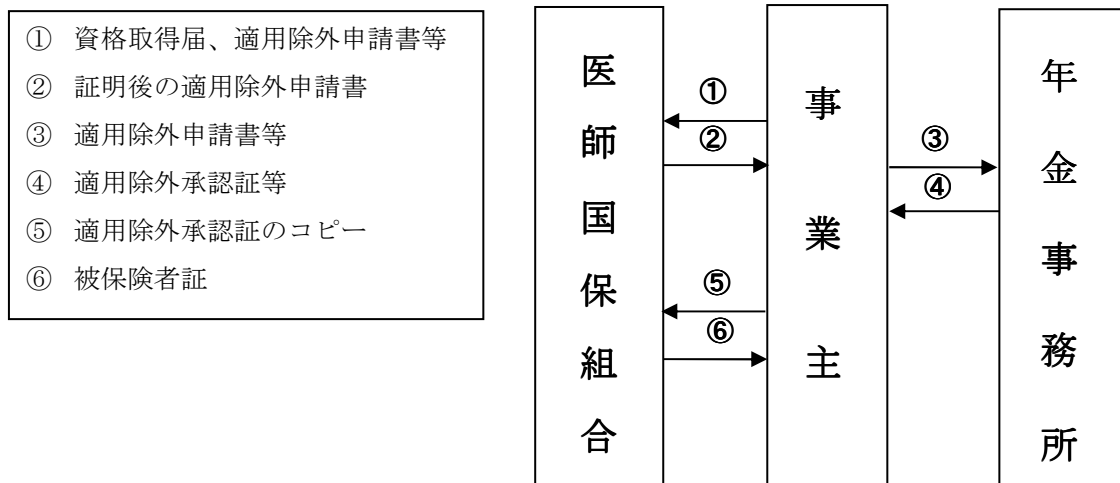 ① 資格取得届、適用除外申請書等
② 証明後の適用除外申請書
③ 適用除外申請書等
④ 適用除外承認証等
⑤ 適用除外承認証のコピー
⑥ 被保険者証
医師国保組合
①
②
⑤
⑥
事業主
③
④
年金事務所